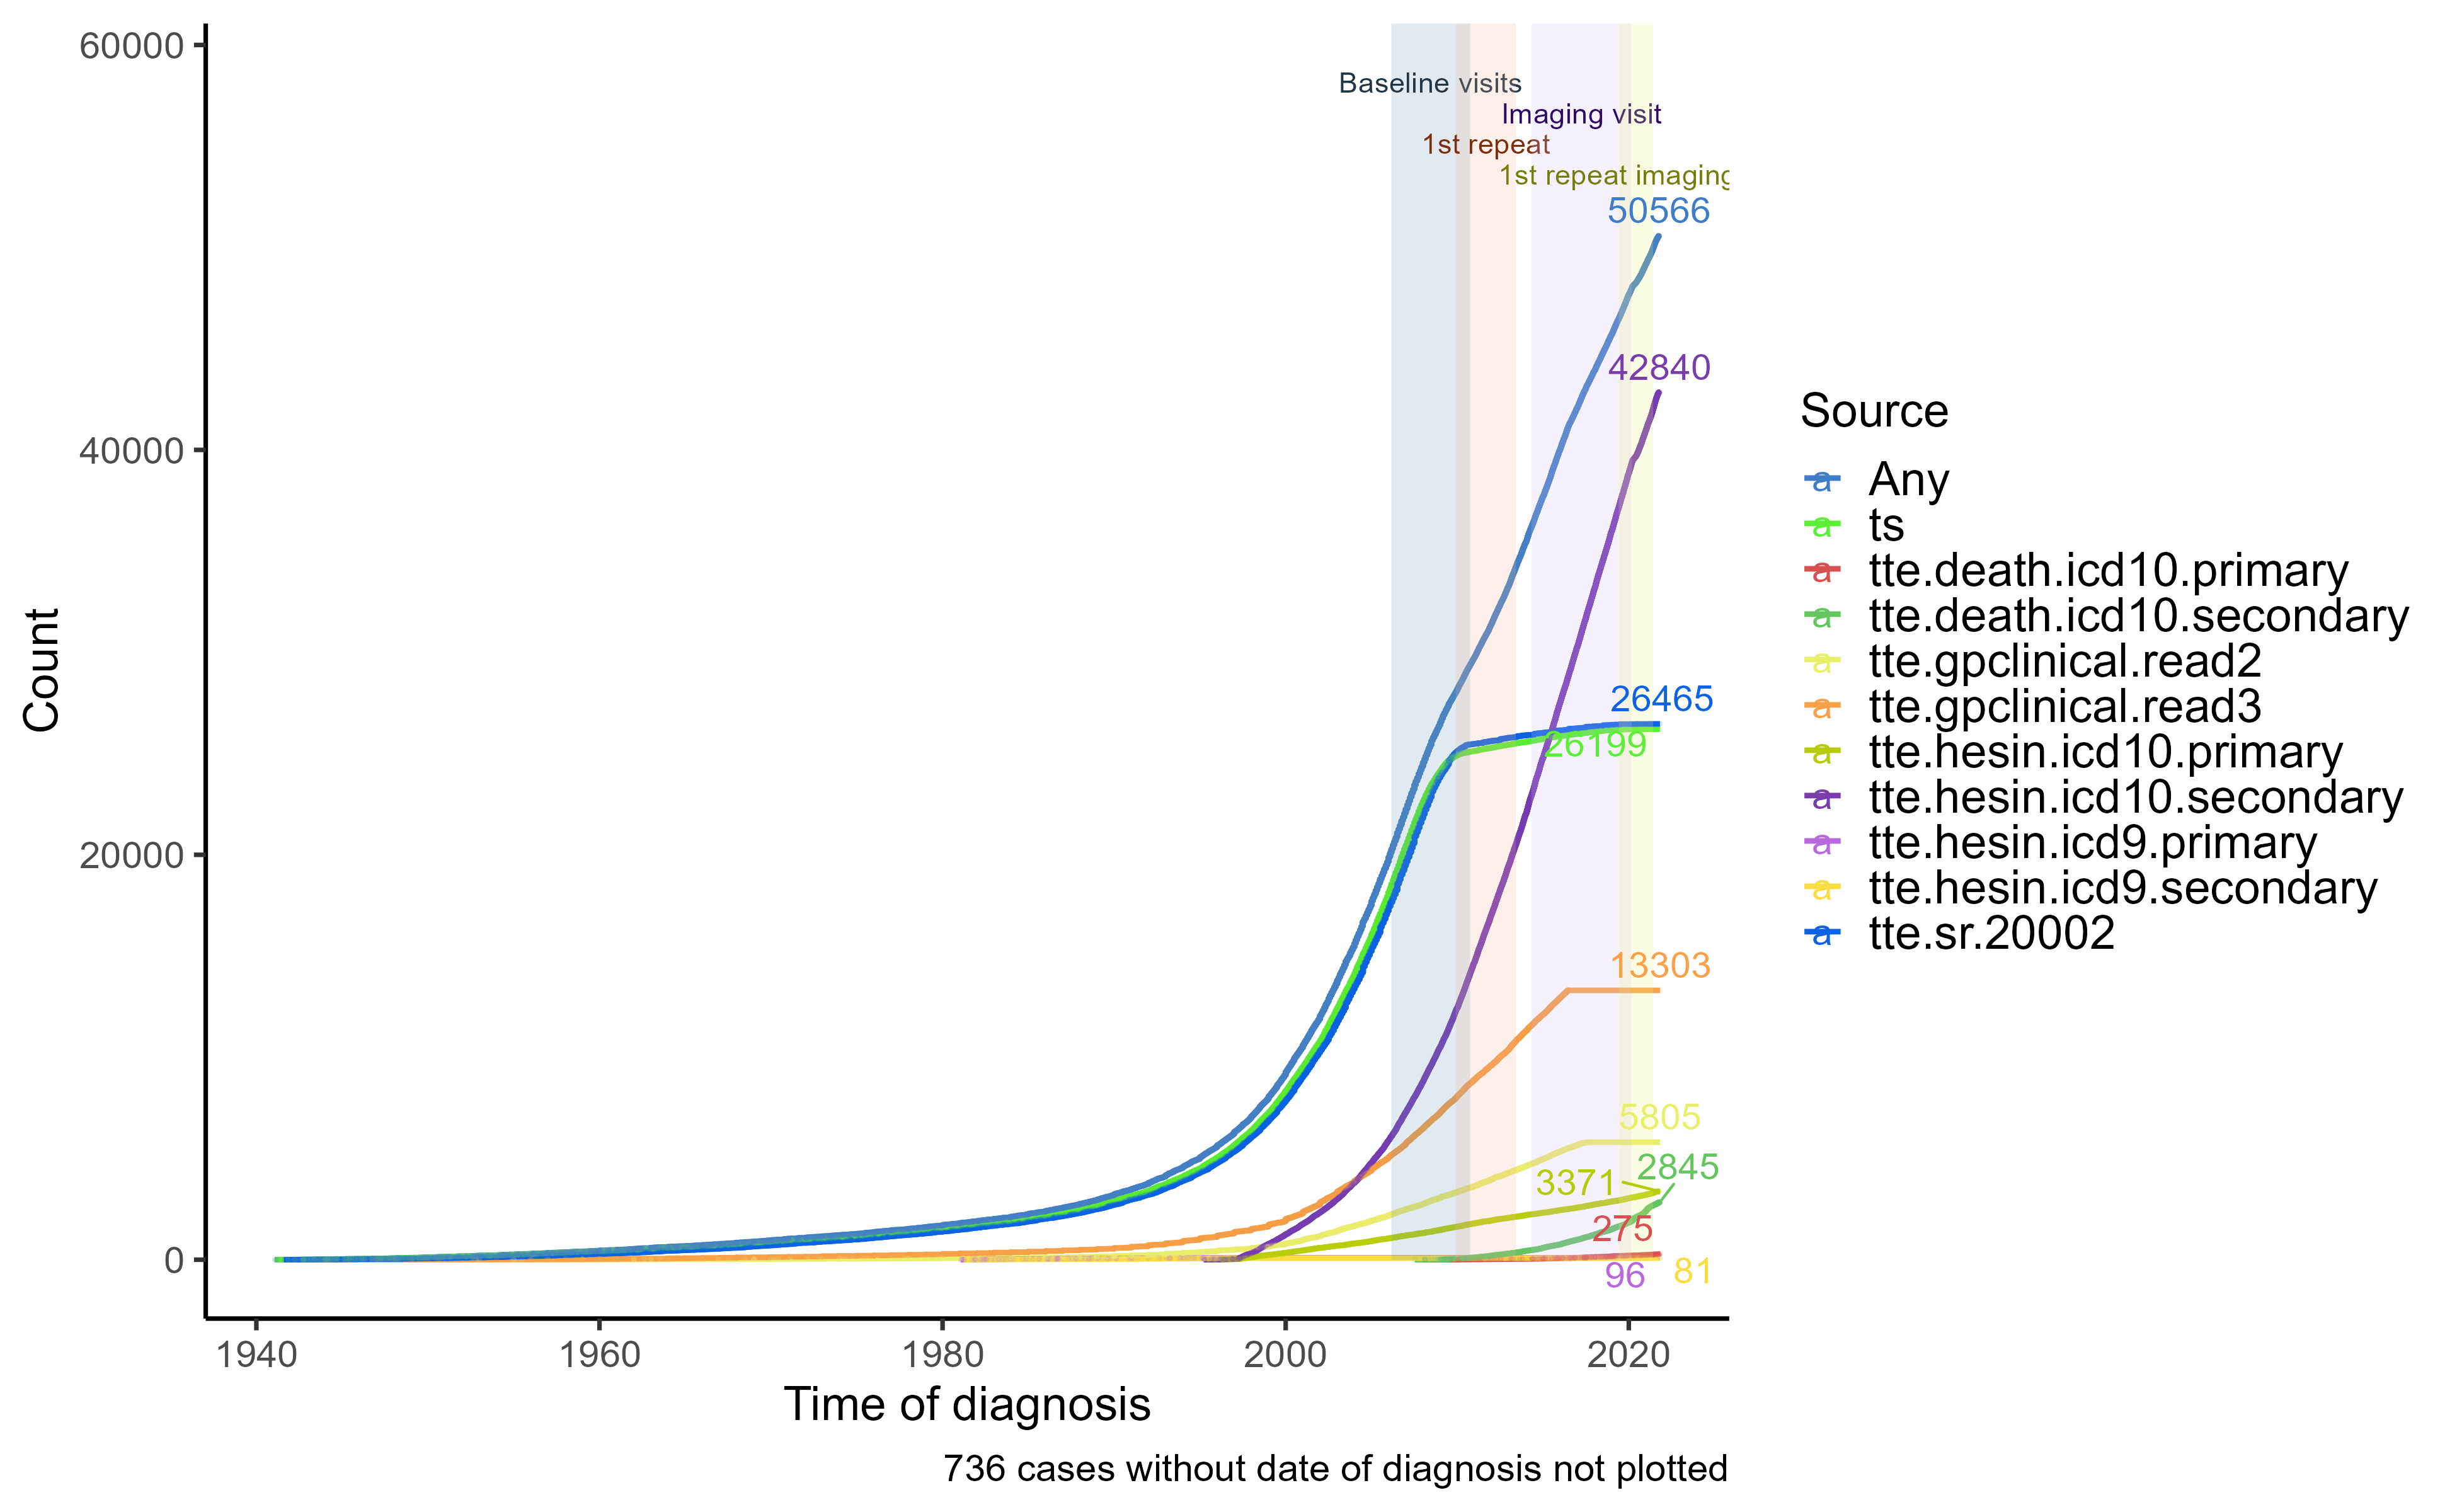 60000
40000
20000
0
Count
Baseline visits
Imaging visit
1st repeat
1st repeat imaging
50566
42840
26465
26199
13303
5805
2845
3371
275
96
81
1940
1960
1980
2000
2020
Time of diagnosis
736 cases without date of diagnosis not plotted
Source
a Any
a ts
a tte.death.icd10.primary
a tte.death.icd10.secondary
a tte.gpclinical.read2
a tte.gpclinical.read3
a tte.hesin.icd10.primary
a tte.hesin.icd10.secondary
a tte.hesin.icd9.primary
a tte.hesin.icd9.secondary
a tte.sr.20002